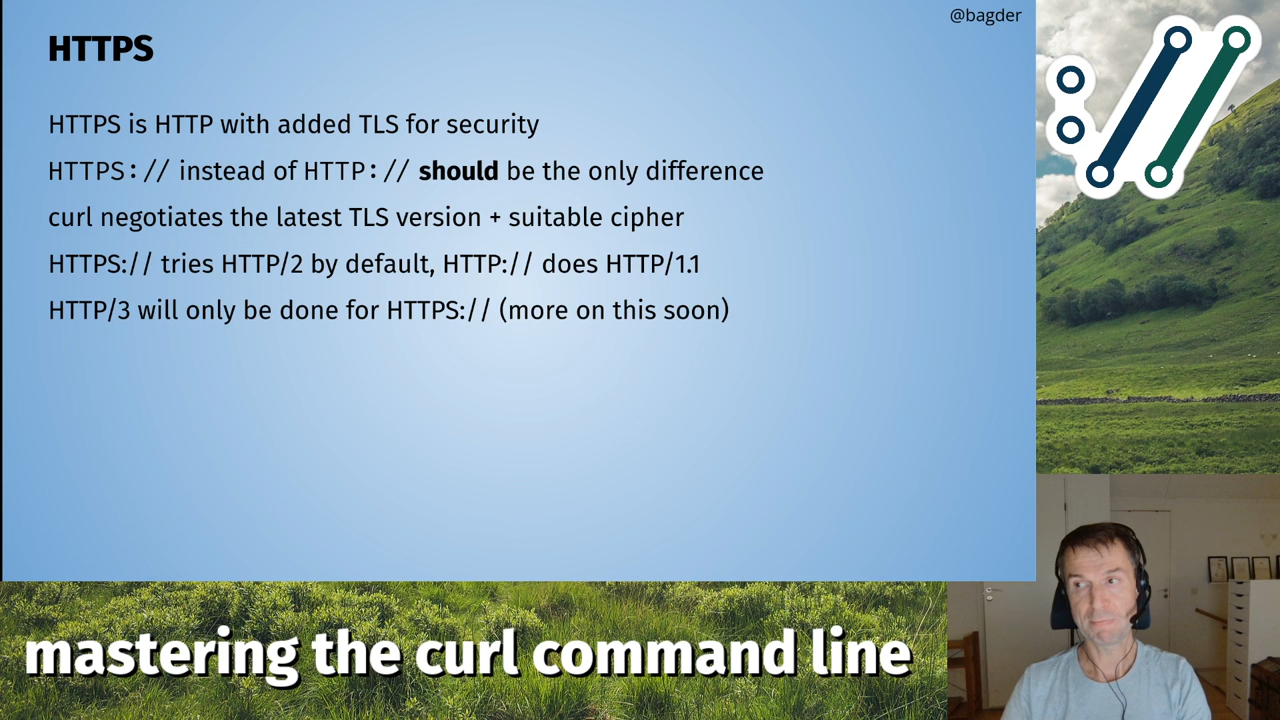 @bagder
HTTPS
HTTPS is HTTP with added TLS for security
HTTPS:// instead of HTTP:// should be the only difference
curl negotiates the latest TLS version + suitable cipher
HTTPS:// tries HTTP/2 by default, HTTP:// does HTTP/1.1
HTTP/3 will only be done for HTTPS:// (more on this soon)
mastering the curl command line